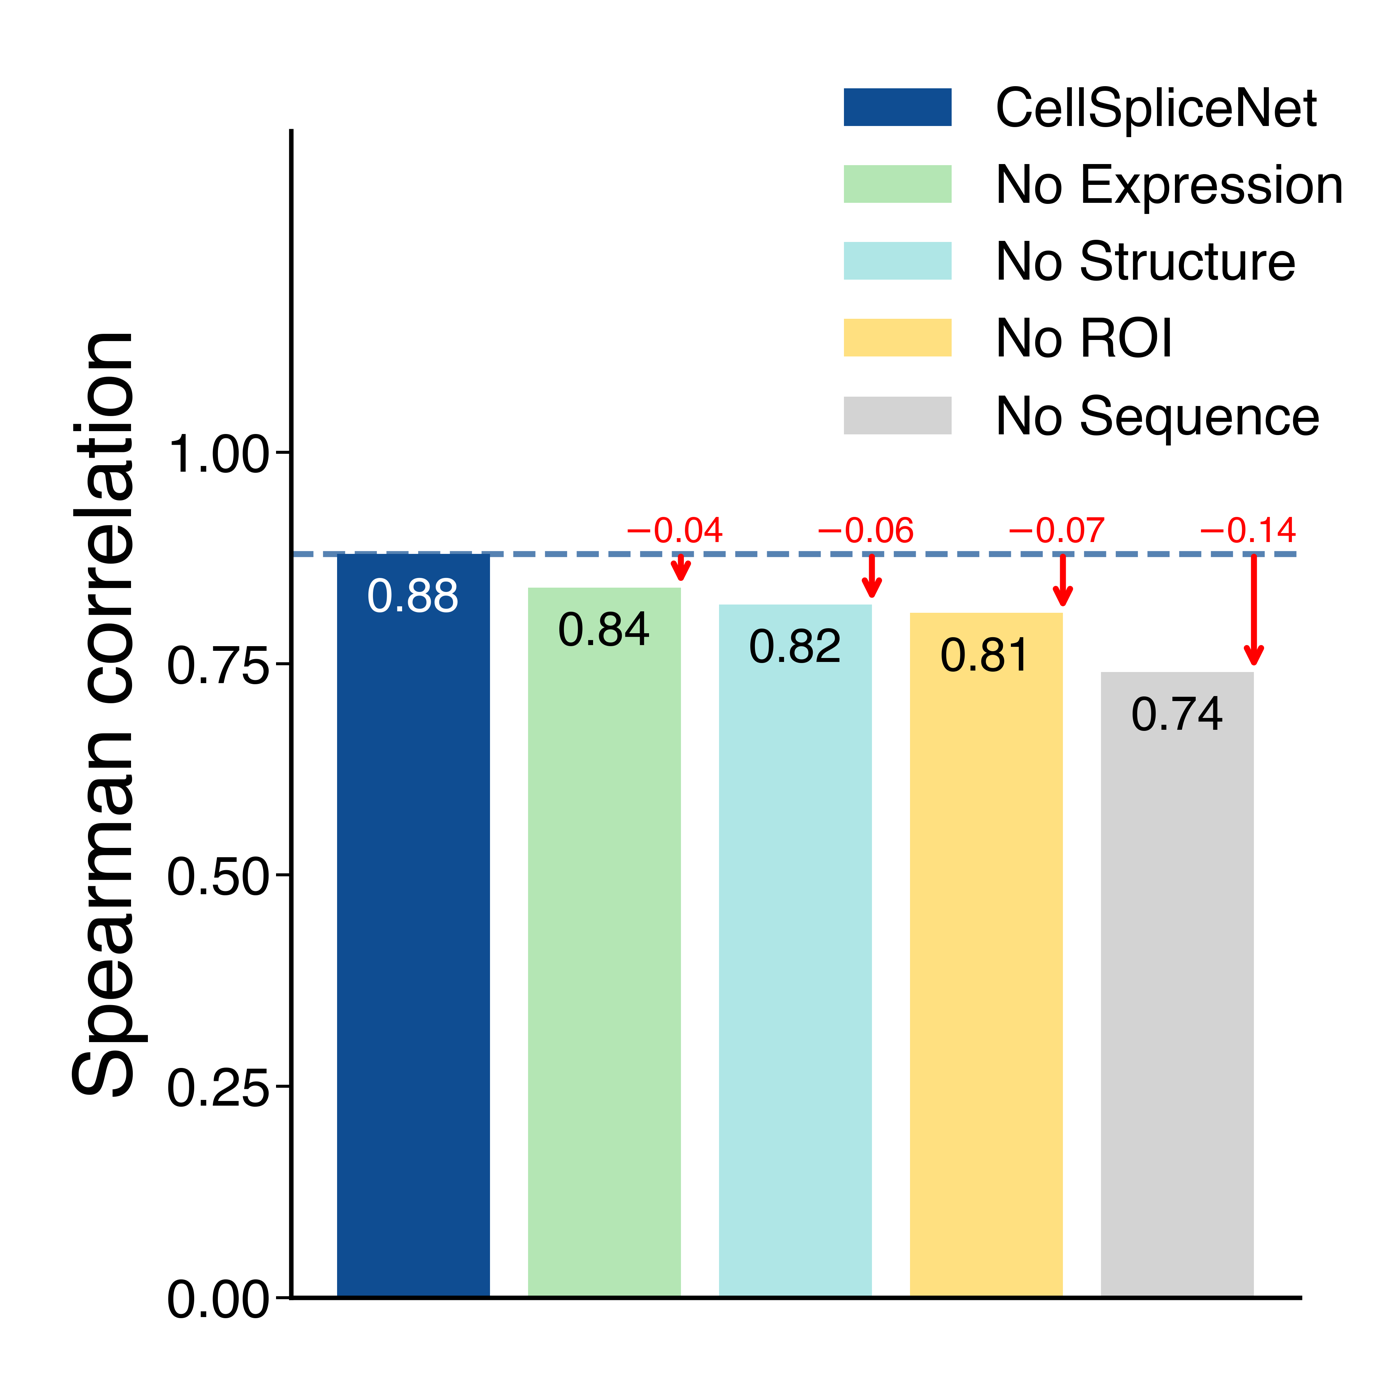 CellSpliceNet
No Expression
No Structure
No ROI
No Sequence
Spearman correlation
1.00
0.75
0.50
0.25
0.00
−0.04
−0.06
−0.07
−0.14
0.88
0.84
0.82
0.81
0.74